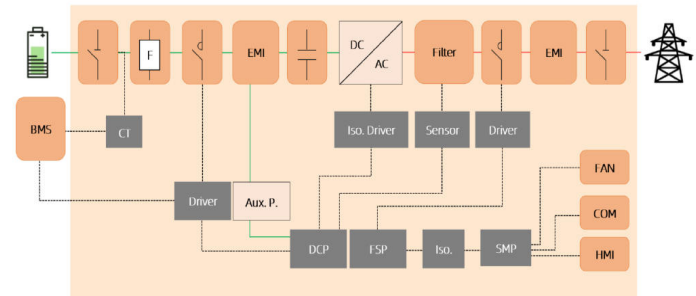 F
EMI
DC
AC
Filter
EMI
BMS
CT
Iso. Driver
Sensor
Driver
FAN
Driver
Aux. P.
COM
DCP
FSP
Iso.
SMP
HMI